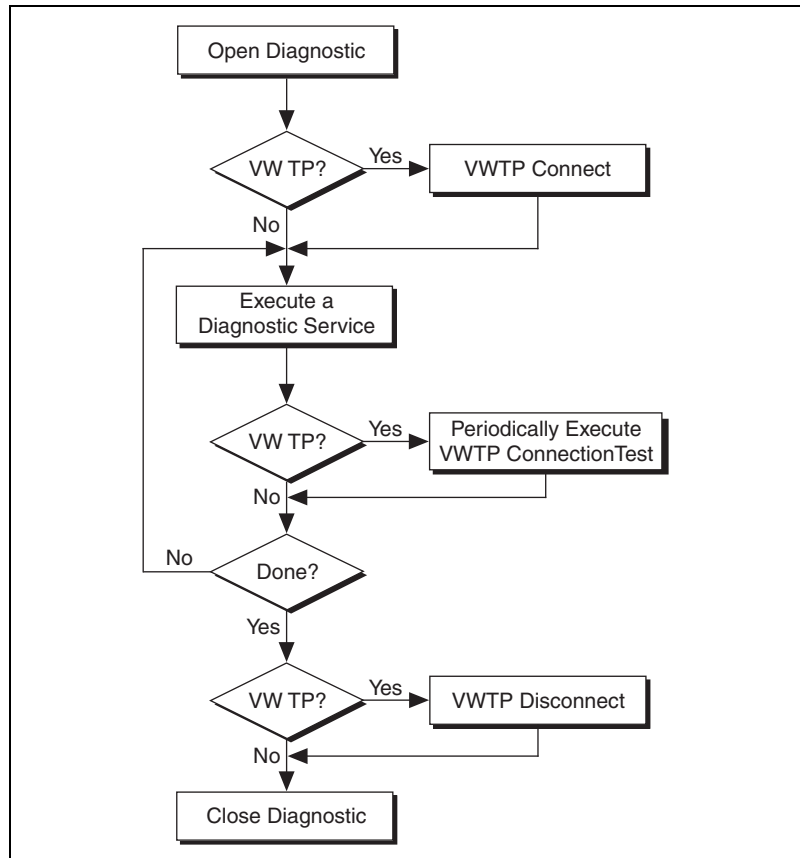 Open Diagnostic
VW TP?
Yes
VWTP Connect
No
Execute a
Diagnostic Service
VW TP?
Yes
Periodically Execute
VWTP ConnectionTest
No
No
Done?
Yes
VW TP?
Yes
VWTP Disconnect
No
Close Diagnostic